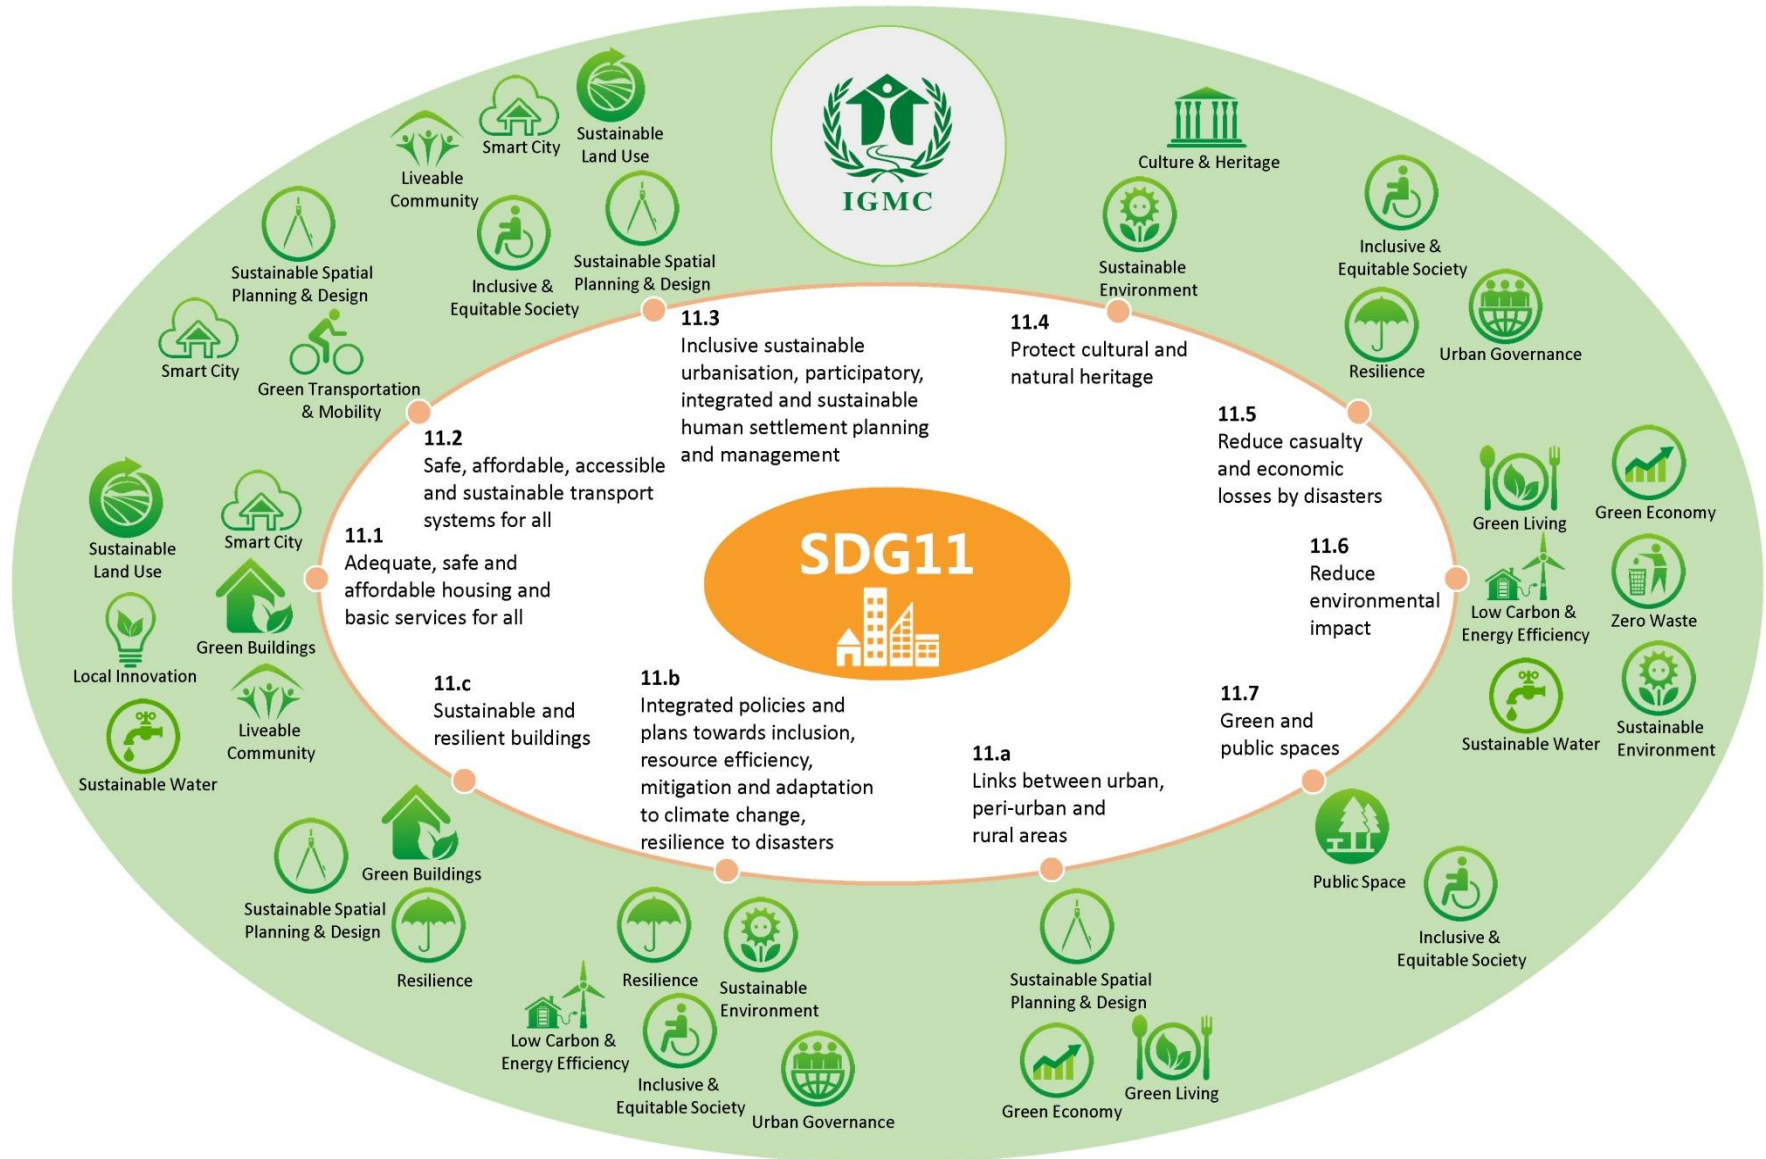 IGMC
Sustainable
Land Use
Smart City
Liveable
Community
Inclusive &
Equitable Society
Sustainable Spatial
Planning & Design
11.3
Inclusive sustainable
urbanisation, participatory,
integrated and sustainable
human settlement planning
and management
Culture & Heritage
Sustainable
Environment
11.4
Protect cultural and
natural heritage
Inclusive &
Equitable Society
Resilience
Urban Governance
11.5
Reduce casualty
and economic
losses by disasters
Sustainable Spatial
Planning & Design
Smart City
Green Transportation
& Mobility
11.2
Safe, affordable, accessible
and sustainable transport
systems for all
Sustainable
Land Use
Smart City
Green Buildings
Local Innovation
Liveable
Community
Sustainable Water
11.1
Adequate, safe and
affordable housing and
basic services for all
SDG11
11.6
Reduce
environmental
impact
Green Living
Green Economy
Low Carbon &
Energy Efficiency
Zero Waste
Sustainable Water
Sustainable
Environment
11.c
Sustainable and
resilient buildings
Green Buildings
Sustainable Spatial
Planning & Design
Resilience
11.b
Integrated policies and
plans towards inclusion,
resource efficiency,
mitigation and adaptation
to climate change,
resilience to disasters
Resilience
Sustainable
Environment
Low Carbon &
Energy Efficiency
Inclusive &
Equitable Society
Urban Governance
11.a
Links between urban,
peri-urban and
rural areas
Sustainable Spatial
Planning & Design
Green Economy
Green Living
11.7
Green and
public spaces
Public Space
Inclusive &
Equitable Society